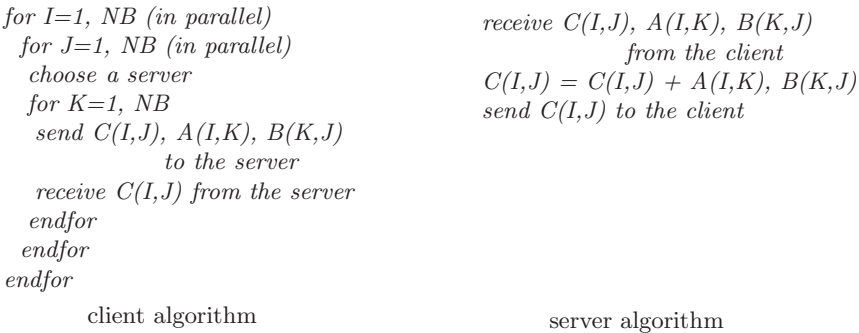 for I=1, NB (in parallel)
for J=1, NB (in parallel)
choose a server
for K=1, NB
send C(I,J), A(I,K), B(K,J)
to the server
receive C(I,J) from the server
endfor
endfor
endfor
client algorithm
receive C(I,J), A(I,K), B(K,J)
from the client
C(I,J) = C(I,J) + A(I,K), B(K,J)
send C(I,J) to the client
server algorithm